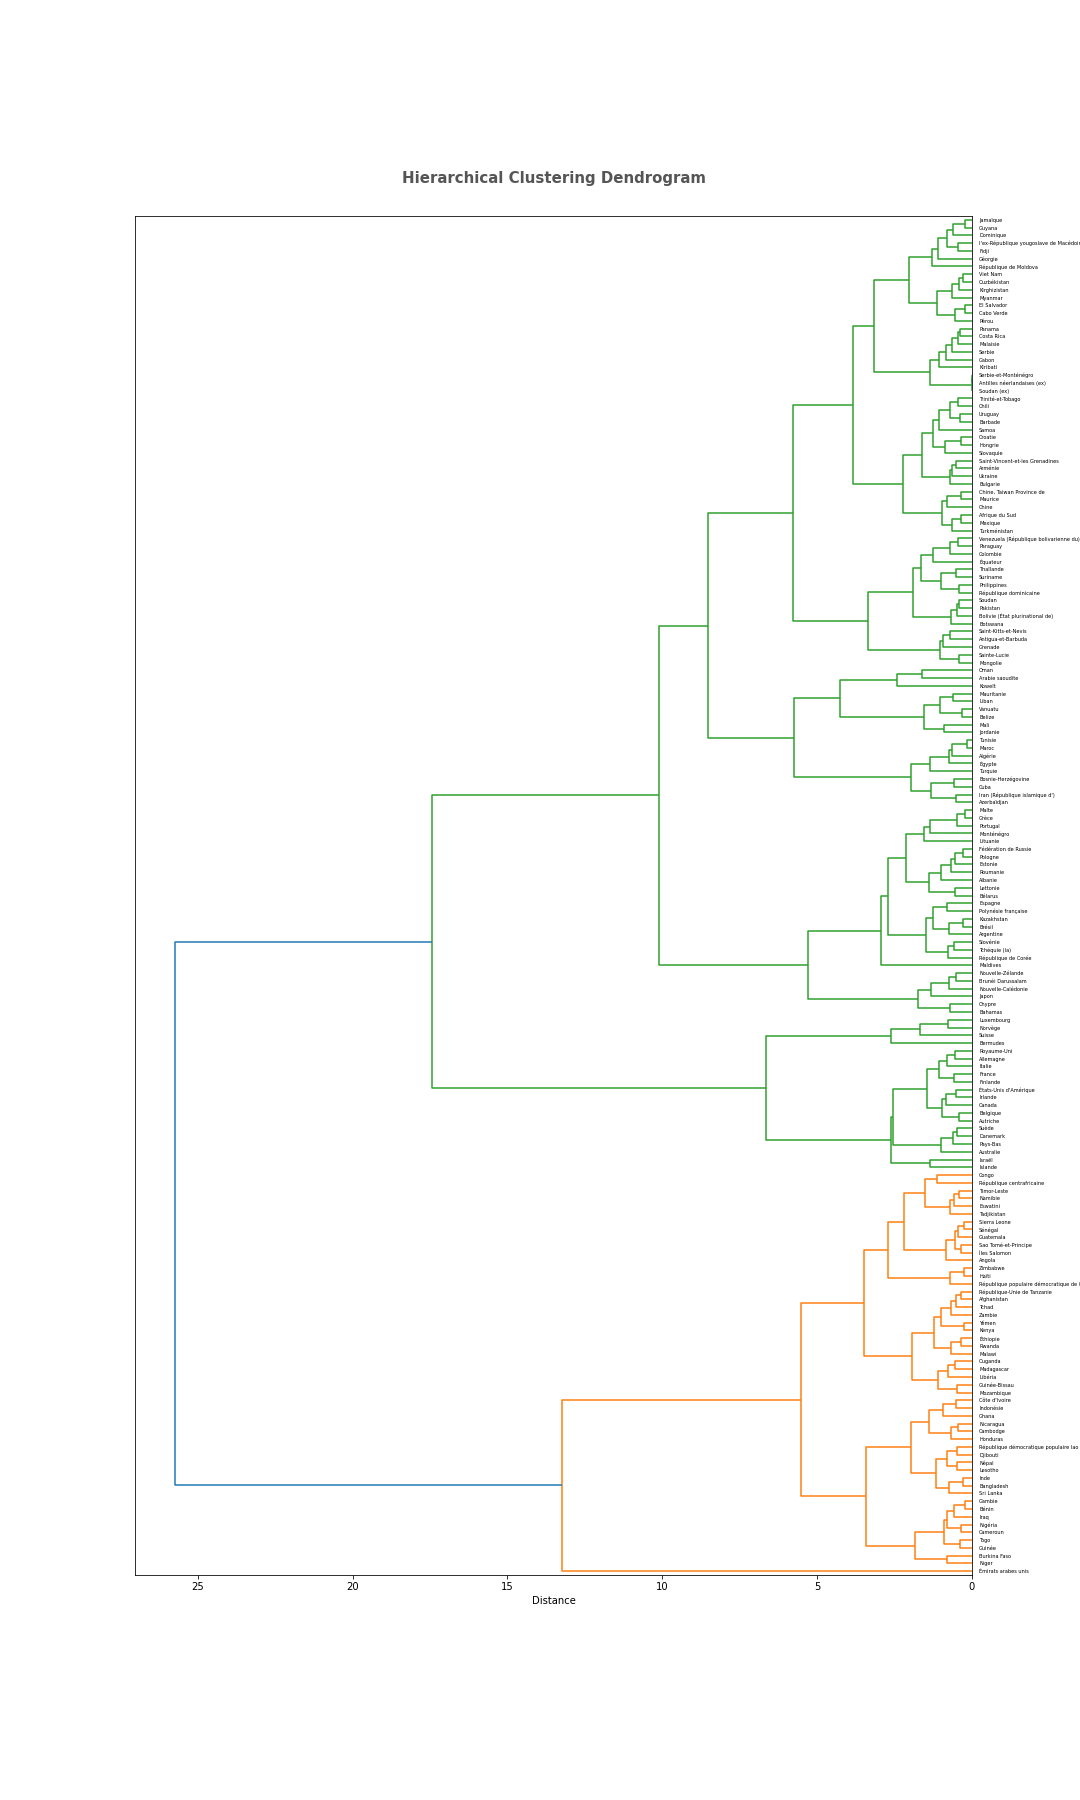 Hierarchical Clustering Dendrogram
Jamaïque
Guyana
Dominique
l'ex-République yougoslave de Macédoi
Fidji
Géorgie
République de Moldova
Viet Nam
Ouzbékistan
Kirghizistan
Myanmar
El Salvador
Cabo Verde
Pérou
Panama
Costa Rica
Malaisie
Serbie
Gabon
Kiribati
Serbie-et-Monténégro
Antilles néerlandaises (ex)
Soudan (ex)
Trinité-et-Tobago
Chili
Uruguay
Barbade
Samoa
Croatie
Hongrie
Slovaquie
Saint-Vincent-et-les Grenadines
Arménie
Ukraine
Bulgarie
Chine, Taiwan Province de
Maurice
Chine
Afrique du Sud
Mexique
Turkménistan
Venezuela (République bolivarienne du)
Paraguay
Colombie
Équateur
Thaïlande
Suriname
Philippines
République dominicaine
Soudan
Pakistan
Bolivie (État plurinational de)
Botswana
Saint-Kitts-et-Nevis
Antigua-et-Barbuda
Grenade
Sainte-Lucie
Mongolie
Oman
Arabie saoudite
Koweït
Mauritanie
Liban
Vanuatu
Belize
Mali
Jordanie
Tunisie
Maroc
Algérie
Égypte
Turquie
Bosnie-Herzégovine
Cuba
Iran (République islamique d')
Azerbaïdjan
Malte
Grèce
Portugal
Monténégro
Lituanie
Fédération de Russie
Pologne
Estonie
Roumanie
Albanie
Lettonie
Bélarus
Espagne
Polynésie française
Kazakhstan
Brésil
Argentine
Slovénie
Tchéquie (la)
République de Corée
Maldives
Nouvelle-Zélande
Brunéi Darussalam
Nouvelle-Calédonie
Japon
Chypre
Bahamas
Luxembourg
Norvège
Suisse
Bermudes
Royaume-Uni
Allemagne
Italie
France
Finlande
États-Unis d'Amérique
Irlande
Canada
Belgique
Autriche
Suède
Danemark
Pays-Bas
Australie
Israël
Islande
Congo
République centrafricaine
Timor-Leste
Namibie
Eswatini
Tadjikistan
Sierra Leone
Sénégal
Guatemala
Sao Tomé-et-Principe
Îles Salomon
Angola
Zimbabwe
Haïti
République populaire démocratique de
République-Unie de Tanzanie
Afghanistan
Tchad
Zambie
Yémen
Kenya
Éthiopie
Rwanda
Malawi
Ouganda
Madagascar
Libéria
Guinée-Bissau
Mozambique
Côte d'Ivoire
Indonésie
Ghana
Nicaragua
Cambodge
Honduras
République démocratique populaire lao
Djibouti
Népal
Lesotho
Inde
Bangladesh
Sri Lanka
Gambie
Bénin
Iraq
Nigéria
Cameroun
Togo
Guinée
Burkina Faso
Niger
Émirats arabes unis
25 20 15 10 5 0
Distance